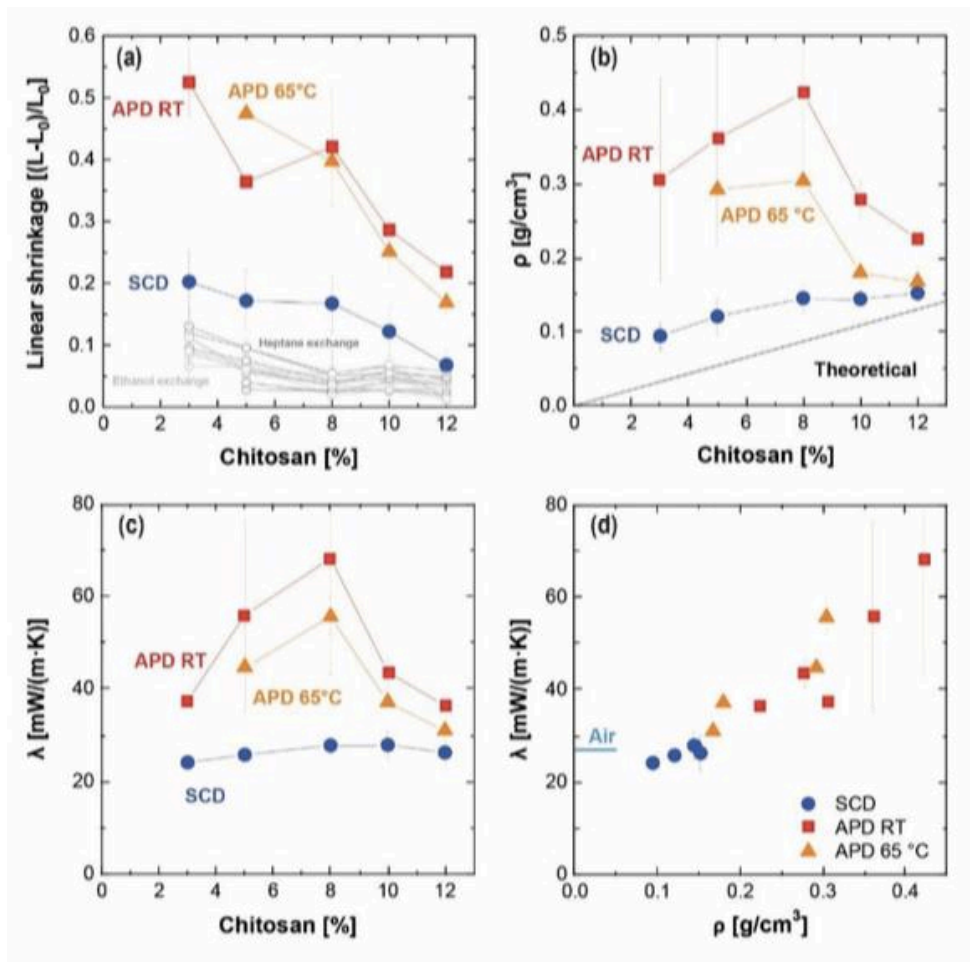 (a)
APD RT
APD 65°C
SCD
Heptane exchange
Ethanol exchange
Linear shrinkage [(L-L₀)/L₀]
0.6
0.5
0.4
0.3
0.2
0.1
0.0
0 2 4 6 8 10 12
Chitosan [%]
(b)
APD RT
APD 65 °C
SCD
Theoretical
ρ [g/cm³]
0.5
0.4
0.3
0.2
0.1
0.0
0 2 4 6 8 10 12
Chitosan [%]
(c)
APD RT
APD 65°C
SCD
λ [mW/(m·K)]
80
60
40
20
0
0 2 4 6 8 10 12
Chitosan [%]
(d)
Air
SCD
APD RT
APD 65 °C
λ [mW/(m·K)]
80
60
40
20
0
0.0 0.1 0.2 0.3 0.4
ρ [g/cm³]